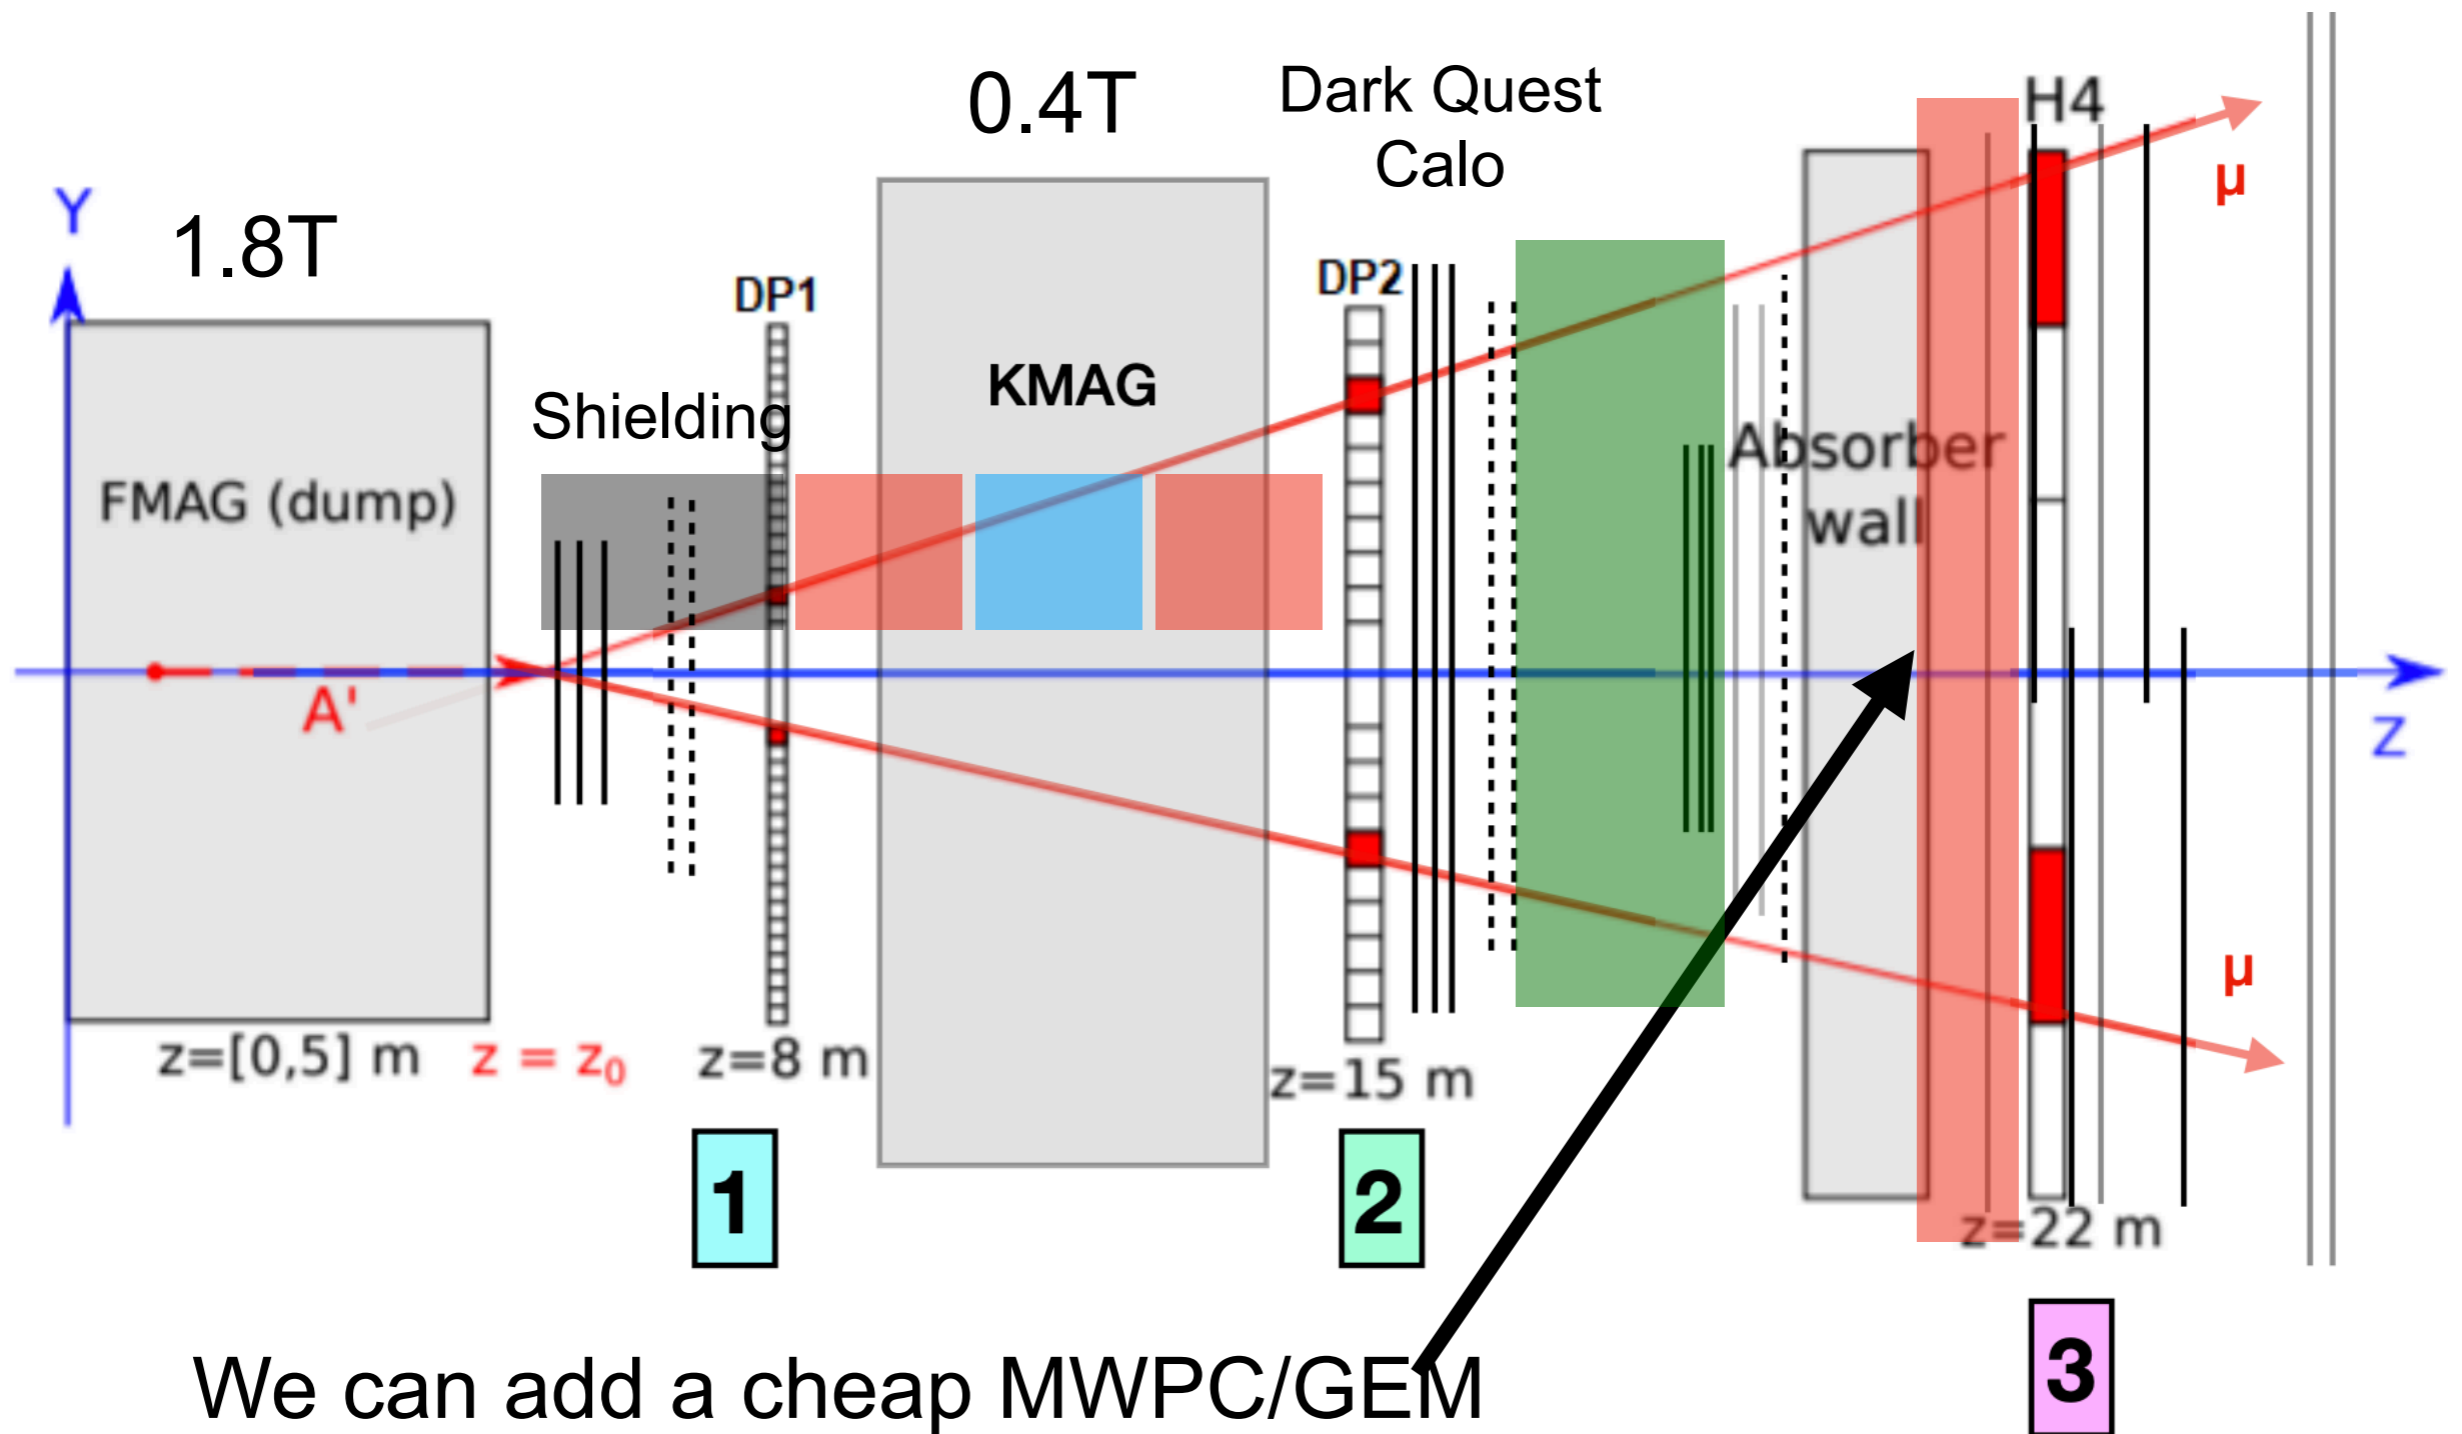 0.4T
Dark Quest
Calo
H4
μ
Y
1.8T
DP1
DP2
KMAG
Shielding
Absorber
wall
FMAG (dump)
A'
Z
μ
z=[0,5] m
z = z₀
z=8 m
z=15 m
z=22 m
1
2
3
We can add a cheap MWPC/GEM